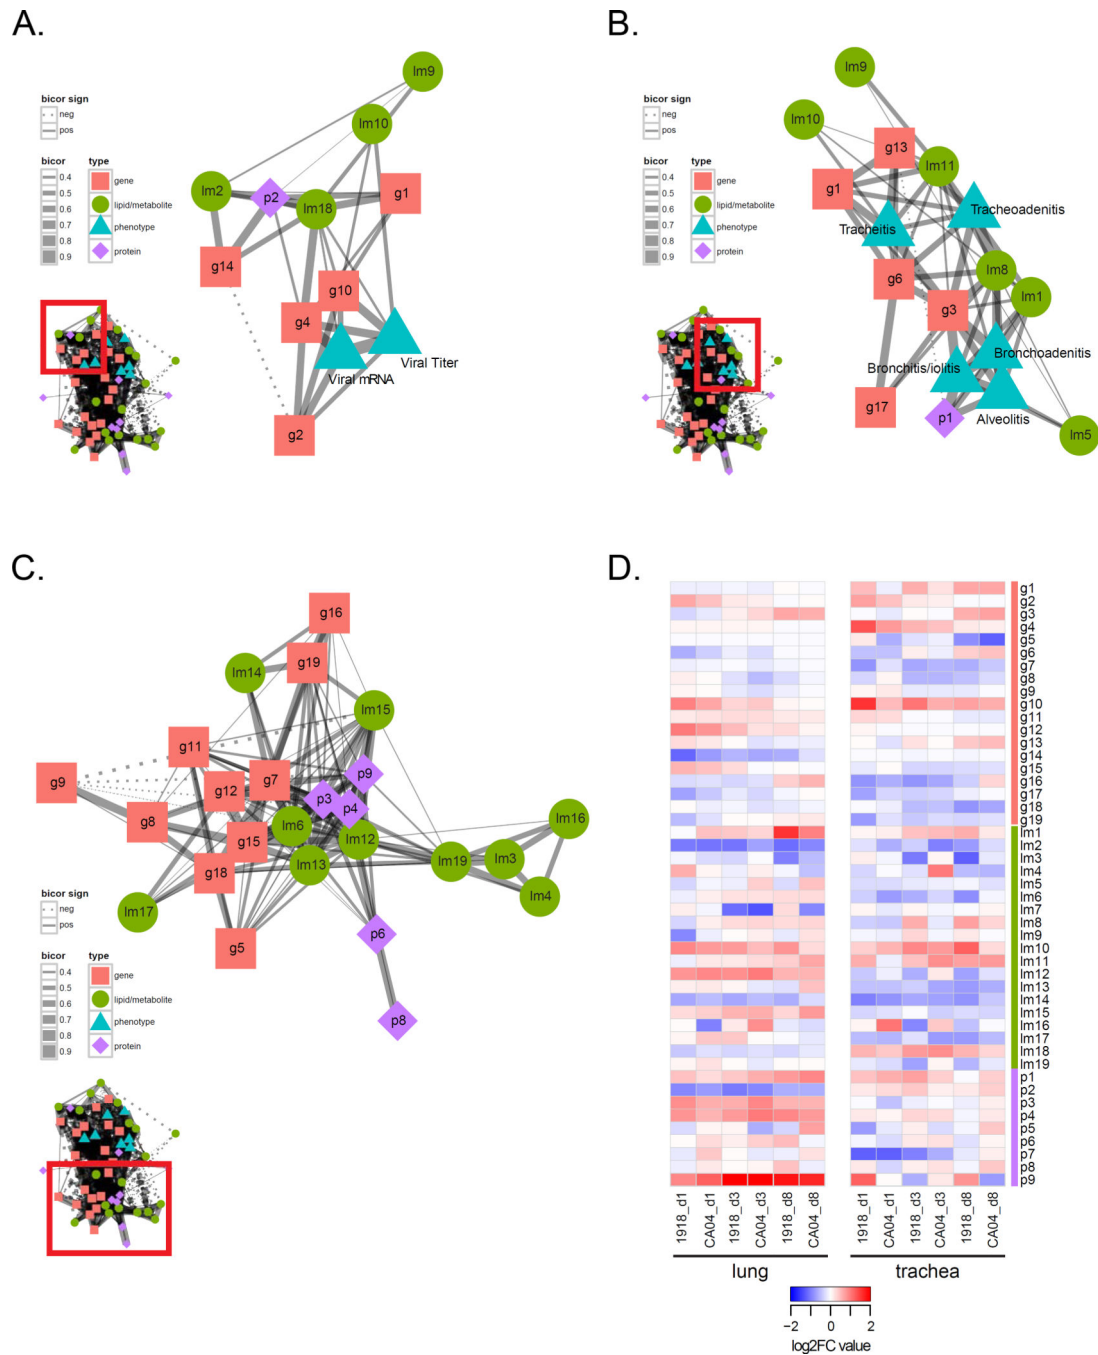 A.
bicor sign
neg
pos
bicor
0.4
0.5
0.6
0.7
0.8
0.9
type
gene
lipid/metabolite
phenotype
protein
lm9
lm10
lm2
p2
lm18
g1
g14
g10
g4
Viral Titer
Viral mRNA
g2
B.
bicor sign
neg
pos
bicor
0.4
0.5
0.6
0.7
0.8
0.9
type
gene
lipid/metabolite
phenotype
protein
lm9
lm10
g13
lm11
g1
Tracheoadenitis
Tracheitis
lm8
g6
lm1
g3
Bronchoadenitis
Bronchitis/iolitis
Alveolitis
g17
p1
lm5
C.
g16
g19
lm14
lm15
g11
g9
g7
p9
g12
p3
p4
g8
lm6
g15
lm12
lm16
lm13
lm19
lm3
g18
lm4
lm17
p6
g5
p8
bicor sign
neg
pos
bicor
0.4
0.5
0.6
0.7
0.8
0.9
type
gene
lipid/metabolite
phenotype
protein
D.
g1
g2
g3
g4
g5
g6
g7
g8
g9
g10
g11
g12
g13
g14
g15
g16
g17
g18
g19
lm1
lm2
lm3
lm4
lm5
lm6
lm7
lm8
lm9
lm10
lm11
lm12
lm13
lm14
lm15
lm16
lm17
lm18
lm19
p1
p2
p3
p4
p5
p6
p7
p8
p9
1918_d1
CA04_d1
1918_d3
CA04_d3
1918_d8
CA04_d8
1918_d1
CA04_d1
1918_d3
CA04_d3
1918_d8
CA04_d8
lung
trachea
−2 0 2
log2FC value